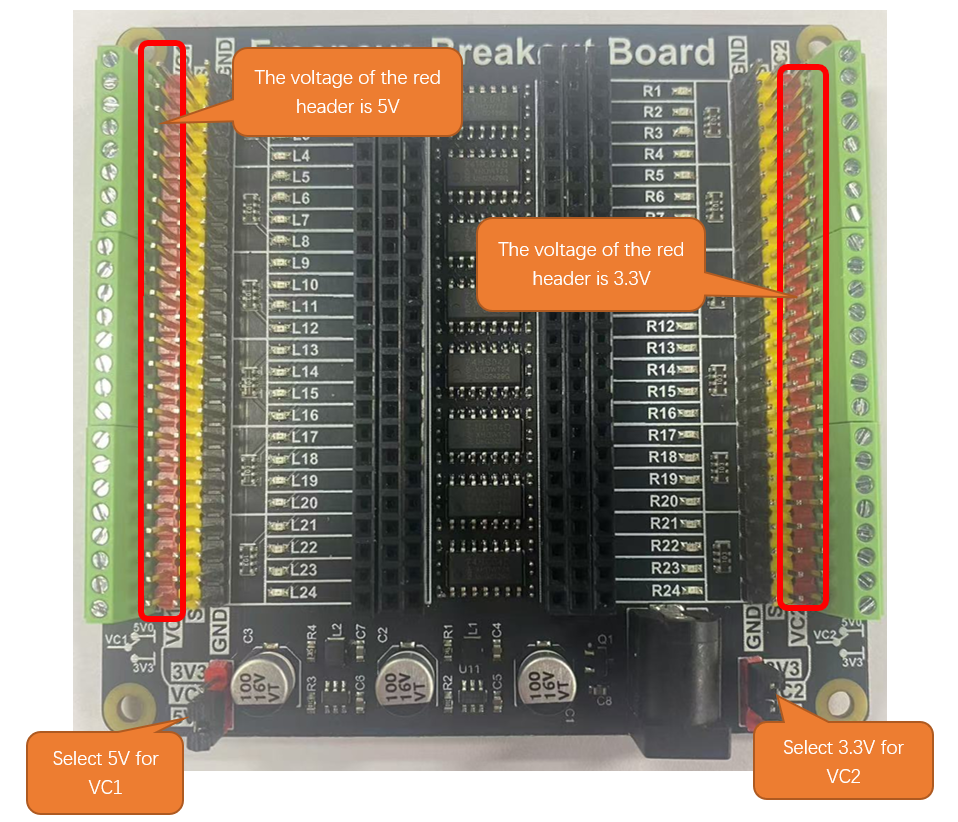 GND
Breakout Board
GND
The voltage of the red
header is 5V
R1
R2
R3
R4
R5
R6
R7
L4
L5
L6
L7
L8
L9
L10
L11
L12
L13
L14
L15
L16
L17
L18
L19
L20
L21
L22
L23
L24
The voltage of the red
header is 3.3V
R12
R13
R14
R15
R16
R17
R18
R19
R20
R21
R22
R23
R24
GND
5V0
VC1
3V3
3V3
C3
R4
L2
C7
C2
R1
L1
C4
R3
C6
R2
C5
C1
C8
Q1
100
16V
VT
100
16V
VT
100
16V
VT
GND
VC2
5V0
VC2
3V3
3V3
Select 5V for
VC1
Select 3.3V for
VC2